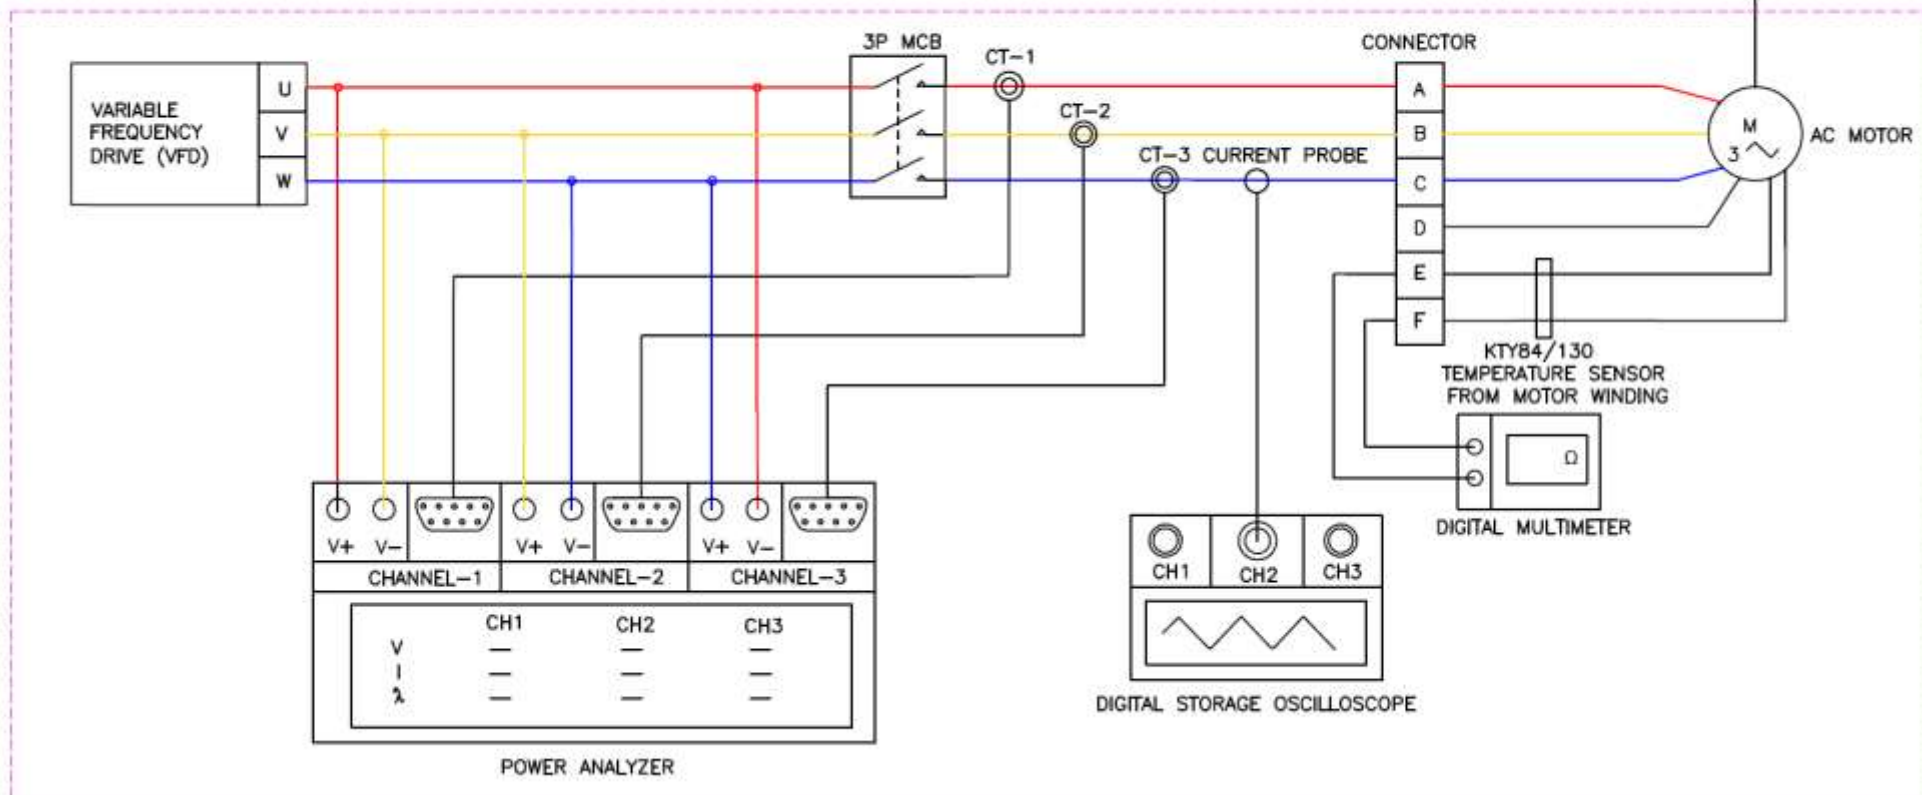 3P MCB
CT-1
CONNECTOR
VARIABLE
FREQUENCY
DRIVE (VFD)
U
V
W
CT-2
CT-3 CURRENT PROBE
A
B
C
D
E
F
M
3
AC MOTOR
KTY84/130
TEMPERATURE SENSOR
FROM MOTOR WINDING
Ω
DIGITAL MULTIMETER
V+ V- V+ V- V+ V-
CHANNEL-1 CHANNEL-2 CHANNEL-3
CH1 CH2 CH3
V — — —
I — — —
λ — — —
POWER ANALYZER
CH1 CH2 CH3
DIGITAL STORAGE OSCILLOSCOPE